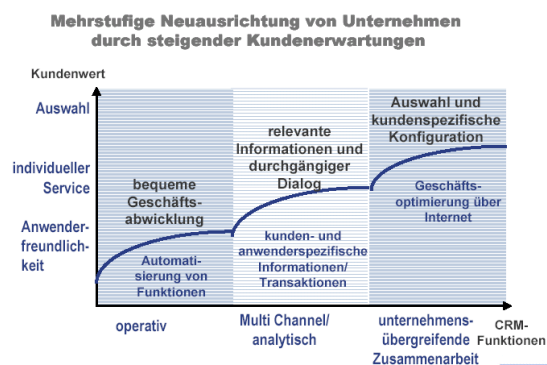 Mehrstufige Neuausrichtung von Unternehmen
durch steigender Kundenerwartungen
Kundenwert
Auswahl
individueller
Service
Anwender-
freundlich-
keit
bequeme
Geschäfts-
abwicklung
Automati-
sierung von
Funktionen
relevante
Informationen und
durchgängiger
Dialog
kunden- und
anwenderspezifische
Informationen/
Transaktionen
Auswahl und
kundenspezifische
Konfiguration
Geschäfts-
optimierung über
Internet
operativ
Multi Channel/
analytisch
unternehmens-
übergreifende
Zusammenarbeit
CRM-
Funktionen